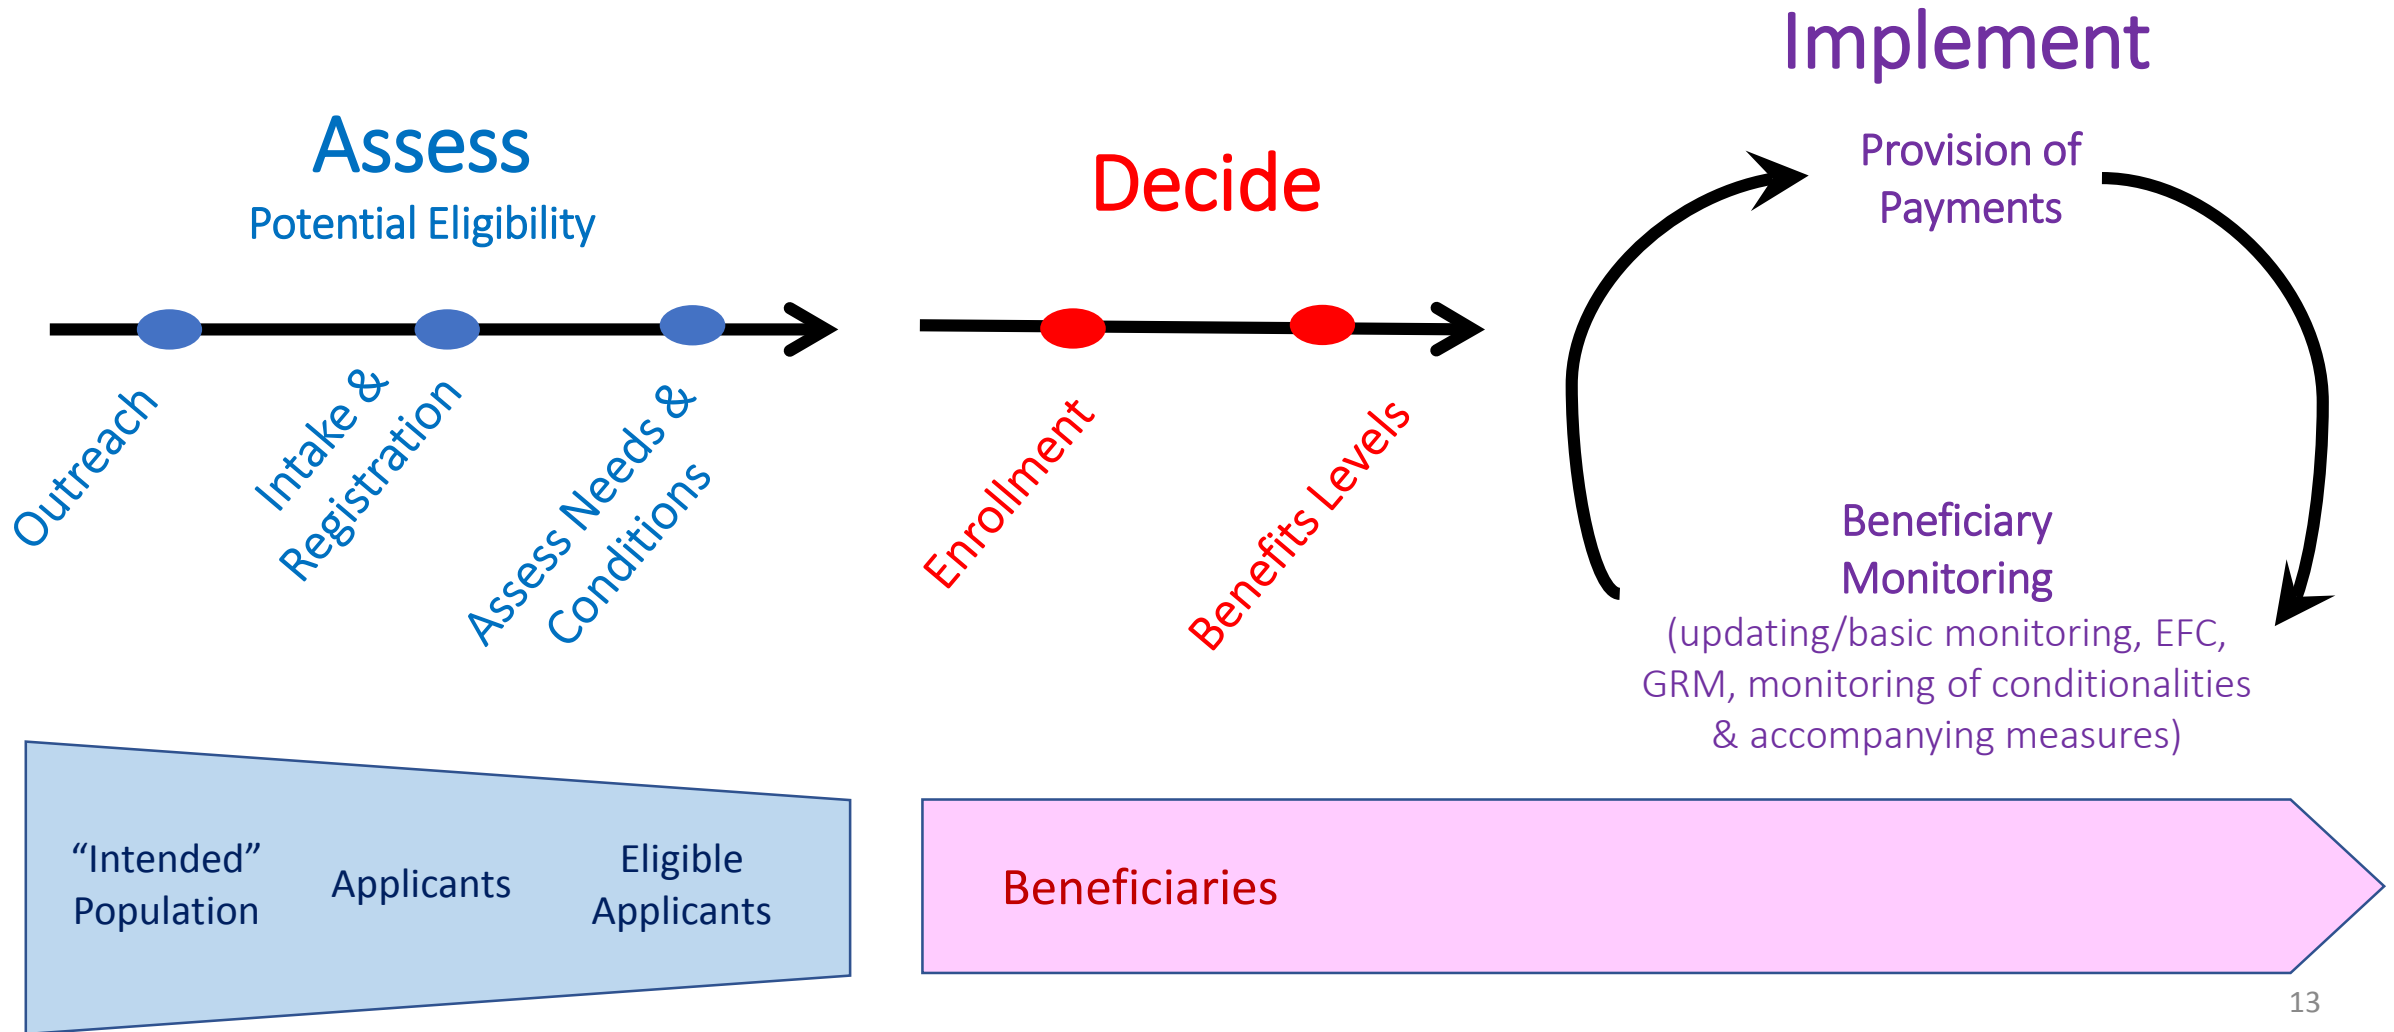 Assess
Potential Eligibility
Outreach
Intake &
Registration
Assess Needs &
Conditions
Decide
Enrollment
Benefits Levels
Implement
Provision of
Payments
Beneficiary
Monitoring
(updating/basic monitoring, EFC,
GRM, monitoring of conditionalities
& accompanying measures)
“Intended”
Population
Applicants
Eligible
Applicants
Beneficiaries
13